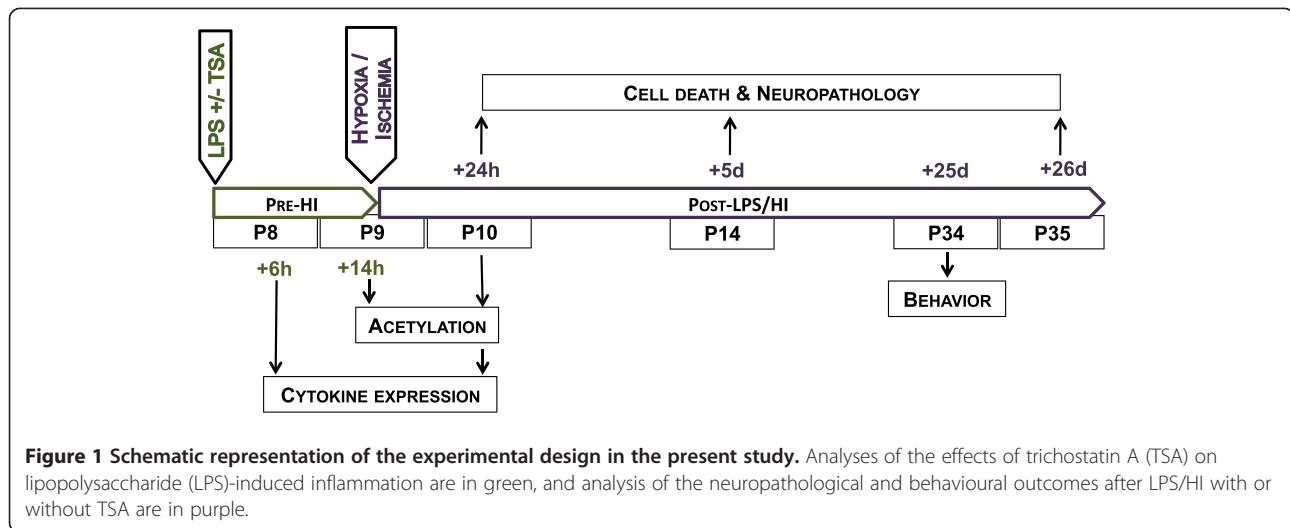 LPS +/- TSA
HYPOXIA /
ISCHEMIA
CELL DEATH & NEUROPATHOLOGY
+24h
+5d
+25d
+26d
PRE-HI
POST-LPS/HI
P8
P9
P10
P14
P34
P35
+6h
+14h
ACETYLATION
BEHAVIOR
CYTOKINE EXPRESSION
Figure 1 Schematic representation of the experimental design in the present study. Analyses of the effects of trichostatin A (TSA) on
lipopolysaccharide (LPS)-induced inflammation are in green, and analysis of the neuropathological and behavioural outcomes after LPS/HI with or
without TSA are in purple.